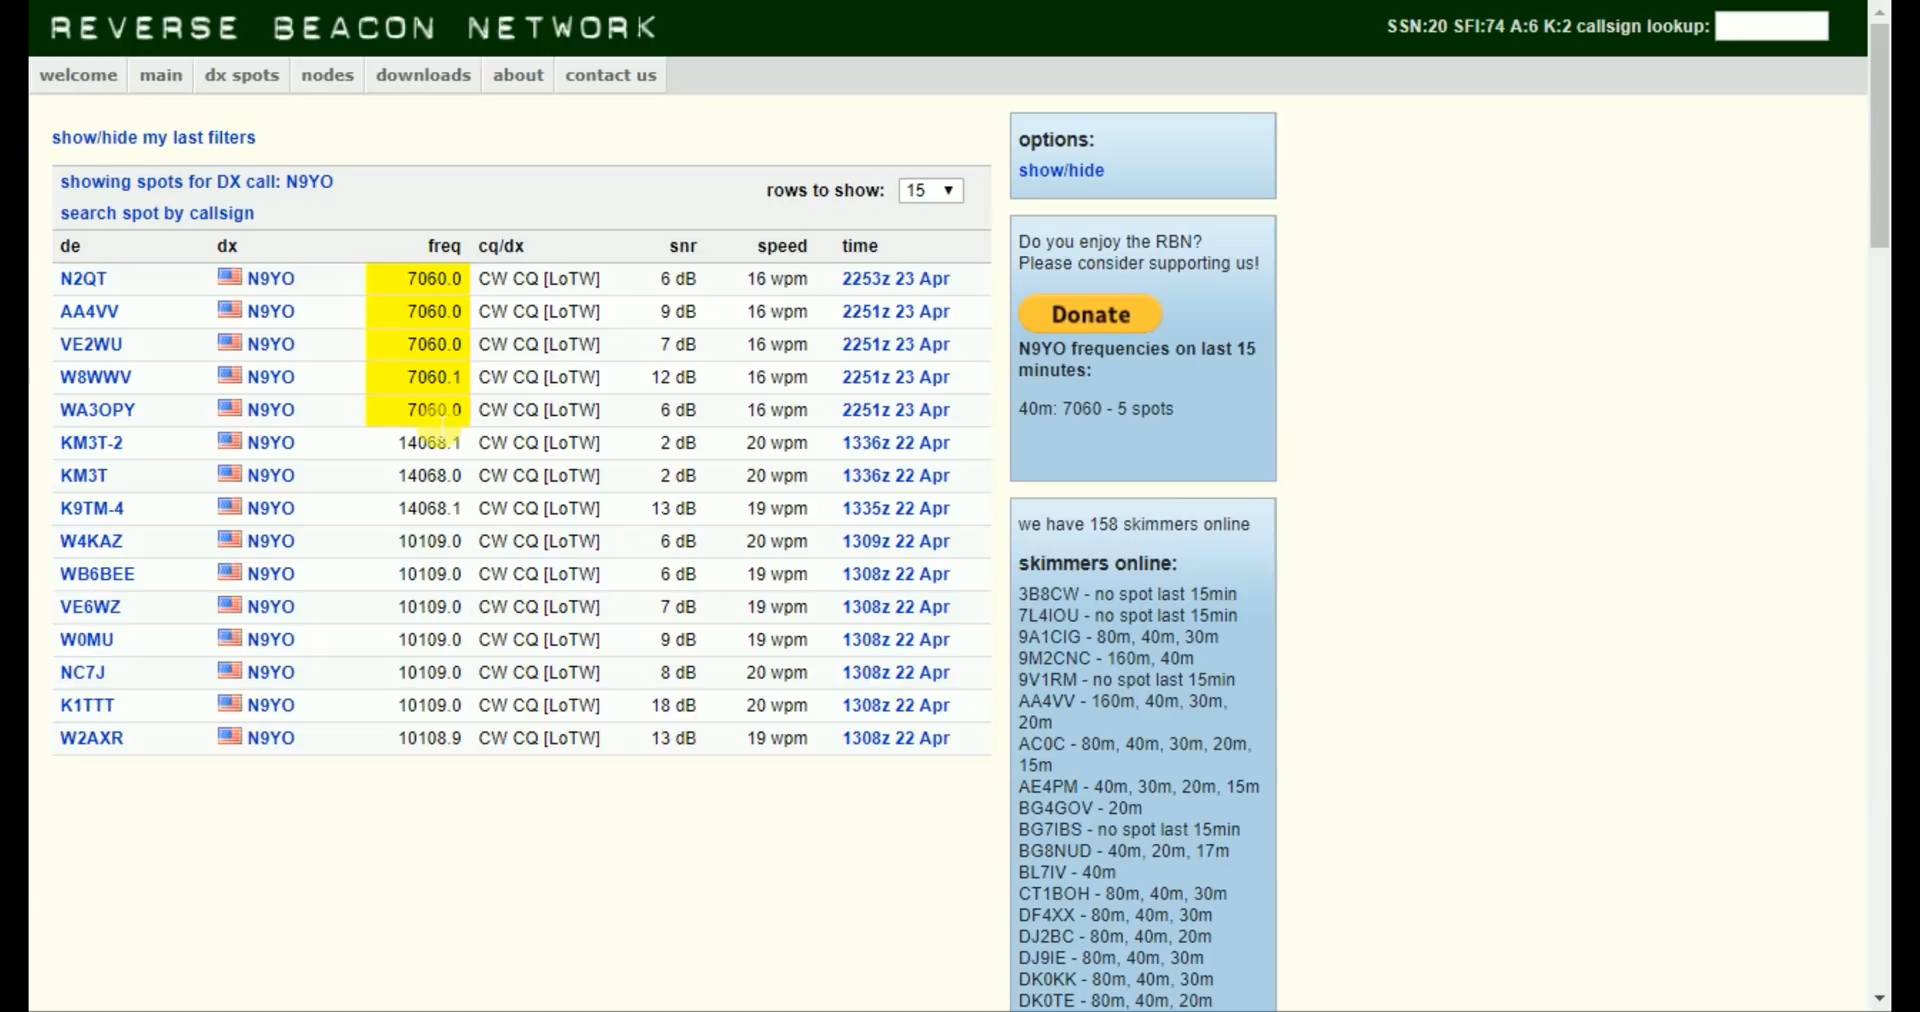 REVERSE BEACON NETWORK
SSN:20 SFI:74 A:6 K:2 callsign lookup:
welcome main dx spots nodes downloads about contact us
show/hide my last filters
showing spots for DX call: N9YO
rows to show: 15
search spot by callsign
de dx freq cq/dx snr speed time
N2QT N9YO 7060.0 CW CQ [LoTW] 6 dB 16 wpm 2253z 23 Apr
AA4VV N9YO 7060.0 CW CQ [LoTW] 9 dB 16 wpm 2251z 23 Apr
VE2WU N9YO 7060.0 CW CQ [LoTW] 7 dB 16 wpm 2251z 23 Apr
W8WWV N9YO 7060.1 CW CQ [LoTW] 12 dB 16 wpm 2251z 23 Apr
WA3OPY N9YO 7060.0 CW CQ [LoTW] 6 dB 16 wpm 2251z 23 Apr
KM3T-2 N9YO 14068.1 CW CQ [LoTW] 2 dB 20 wpm 1336z 22 Apr
KM3T N9YO 14068.0 CW CQ [LoTW] 2 dB 20 wpm 1336z 22 Apr
K9TM-4 N9YO 14068.1 CW CQ [LoTW] 13 dB 19 wpm 1335z 22 Apr
W4KAZ N9YO 10109.0 CW CQ [LoTW] 6 dB 20 wpm 1309z 22 Apr
WB6BEE N9YO 10109.0 CW CQ [LoTW] 6 dB 19 wpm 1308z 22 Apr
VE6WZ N9YO 10109.0 CW CQ [LoTW] 7 dB 19 wpm 1308z 22 Apr
W0MU N9YO 10109.0 CW CQ [LoTW] 9 dB 19 wpm 1308z 22 Apr
NC7J N9YO 10109.0 CW CQ [LoTW] 8 dB 20 wpm 1308z 22 Apr
K1TTT N9YO 10109.0 CW CQ [LoTW] 18 dB 20 wpm 1308z 22 Apr
W2AXR N9YO 10108.9 CW CQ [LoTW] 13 dB 19 wpm 1308z 22 Apr
options:
show/hide
Do you enjoy the RBN?
Please consider supporting us!
Donate
N9YO frequencies on last 15
minutes:
40m: 7060 - 5 spots
we have 158 skimmers online
skimmers online:
3B8CW - no spot last 15min
7L4IOU - no spot last 15min
9A1CIG - 80m, 40m, 30m
9M2CNC - 160m, 40m
9V1RM - no spot last 15min
AA4VV - 160m, 40m, 30m,
20m
AC0C - 80m, 40m, 30m, 20m,
15m
AE4PM - 40m, 30m, 20m, 15m
BG4GOV - 20m
BG7IBS - no spot last 15min
BG8NUD - 40m, 20m, 17m
BL7IV - 40m
CT1BOH - 80m, 40m, 30m
DF4XX - 80m, 40m, 30m
DJ2BC - 80m, 40m, 20m
DJ9IE - 80m, 40m, 30m
DK0KK - 80m, 40m, 30m
DK0TE - 80m, 40m, 20m